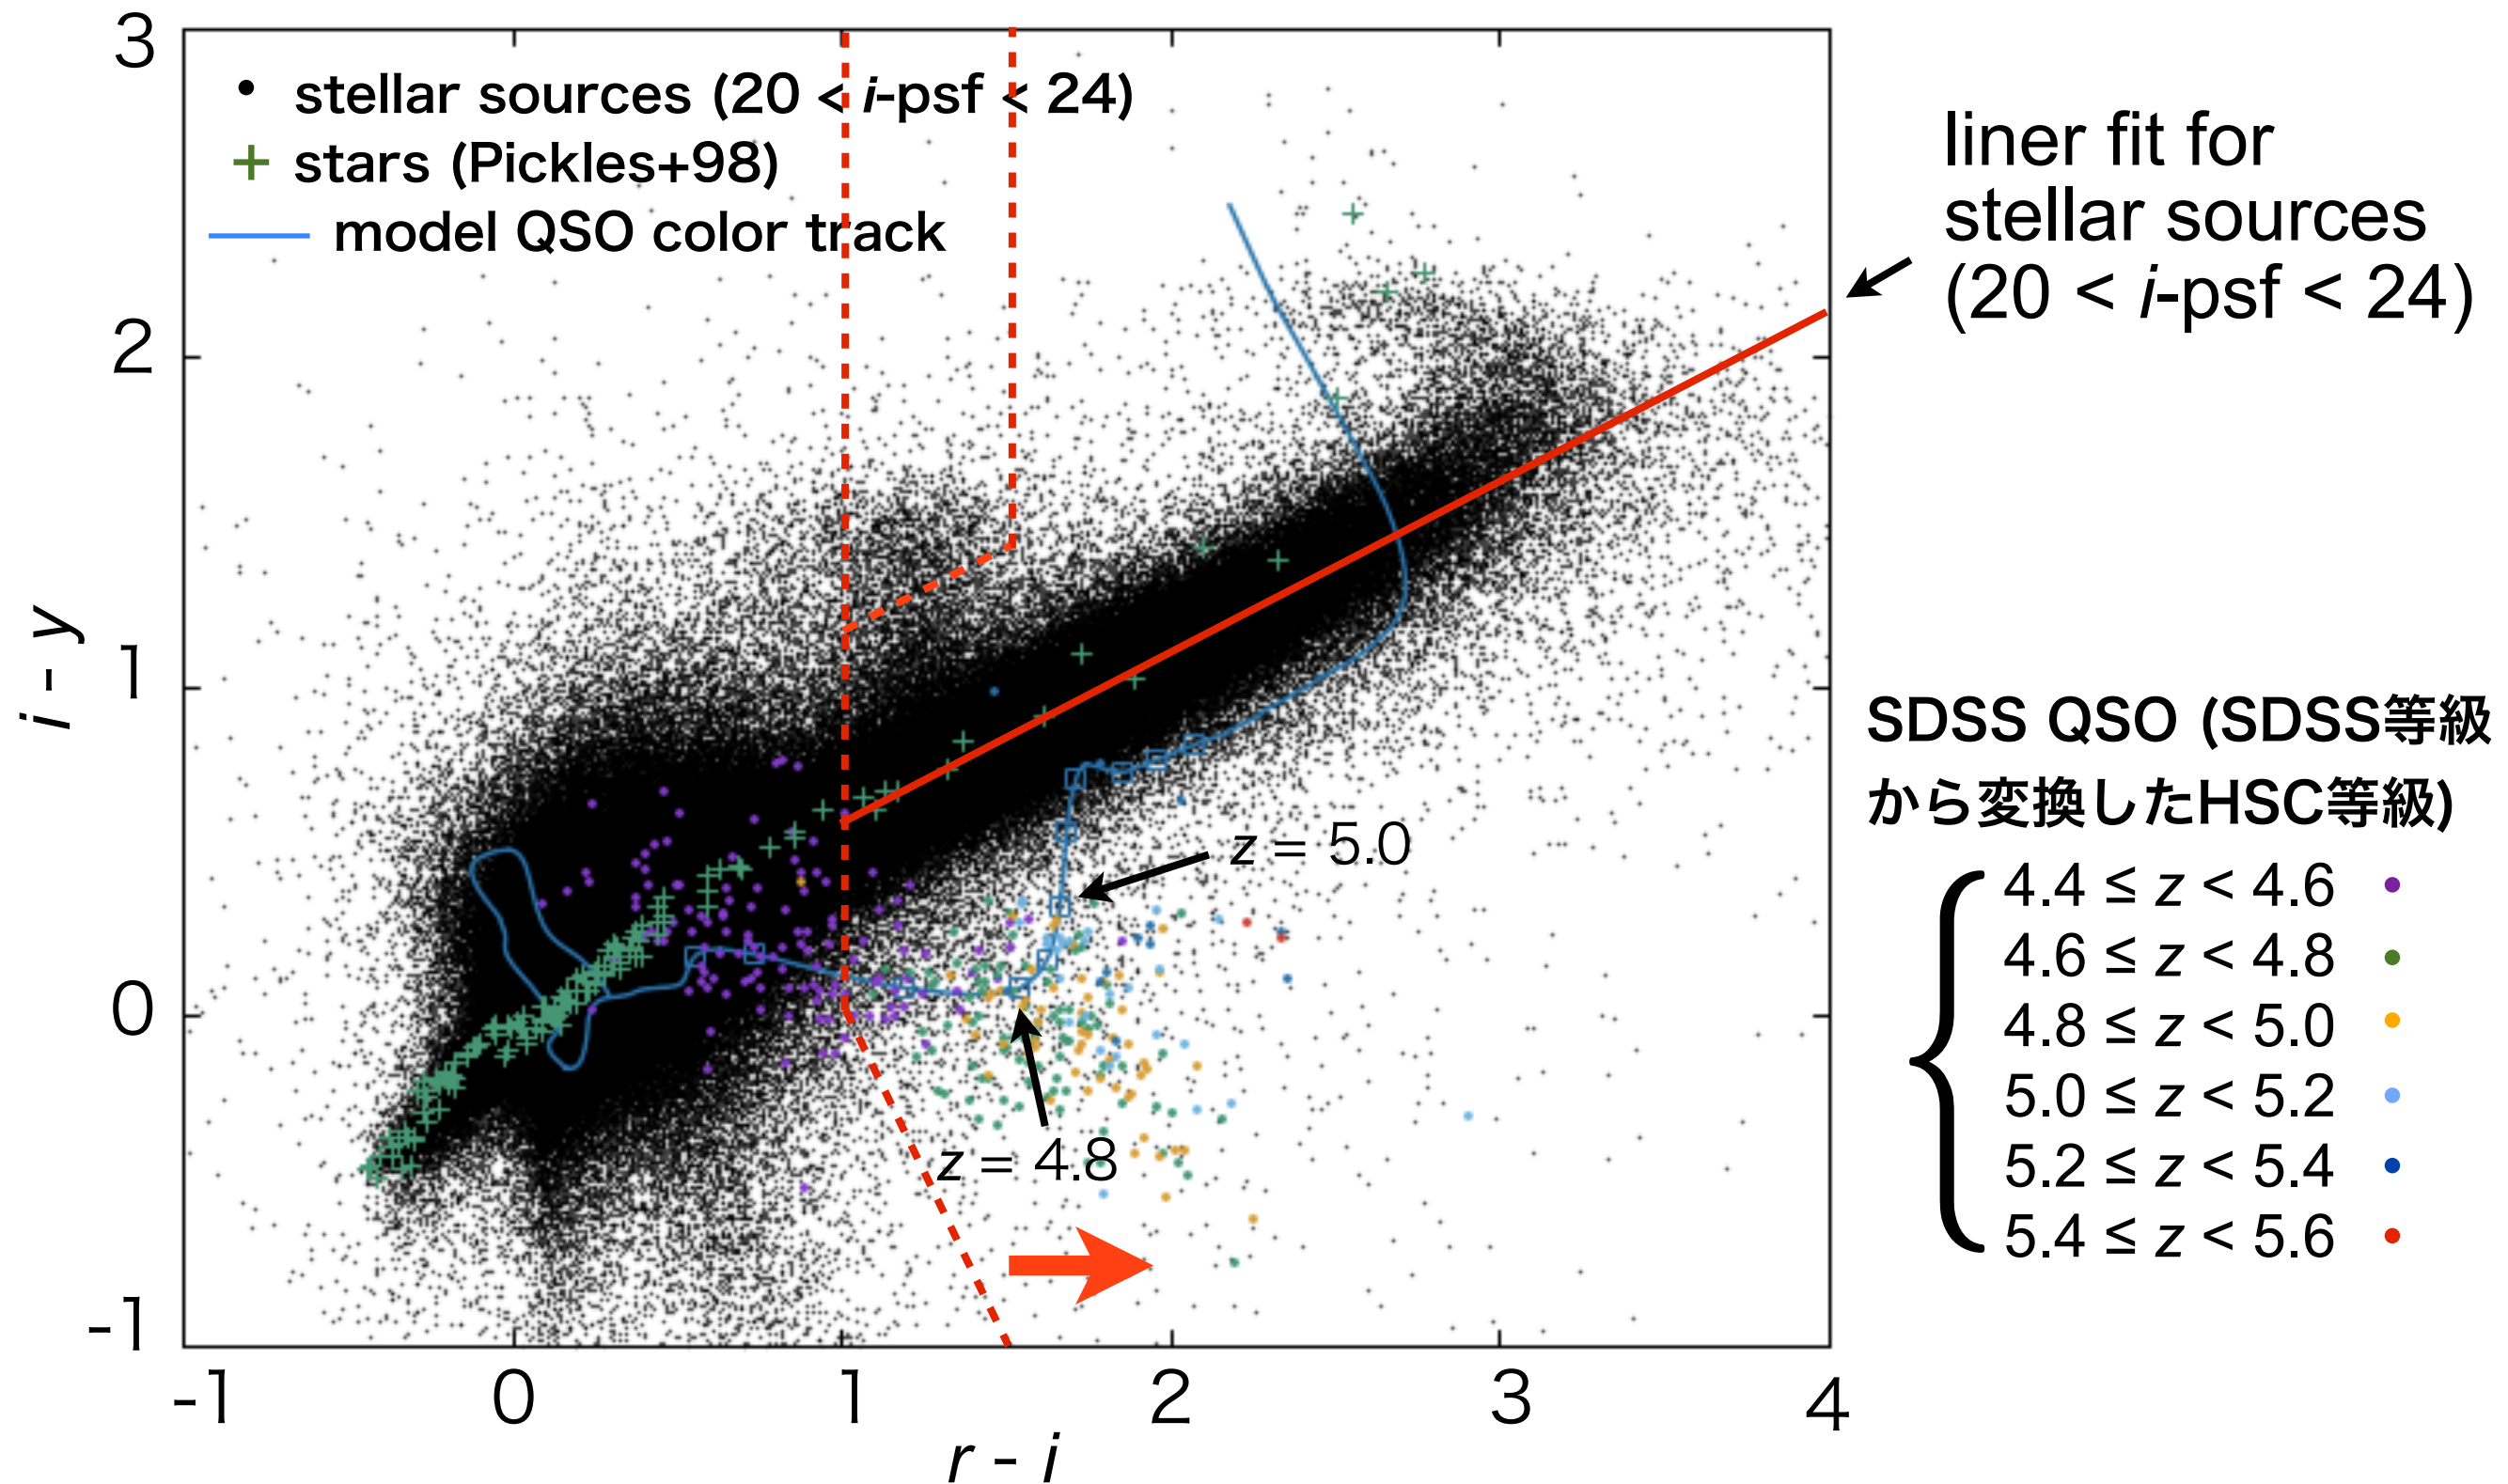 3
stellar sources (20 < i-psf < 24)
stars (Pickles+98)
model QSO color track
liner fit for
stellar sources
(20 < i-psf < 24)
2
i - y
1
SDSS QSO (SDSS等級
から変換したHSC等級)
z = 5.0
4.4 ≤ z < 4.6
4.6 ≤ z < 4.8
0
4.8 ≤ z < 5.0
5.0 ≤ z < 5.2
z = 4.8
5.2 ≤ z < 5.4
5.4 ≤ z < 5.6
-1
-1 0 1 2 3 4
r - i